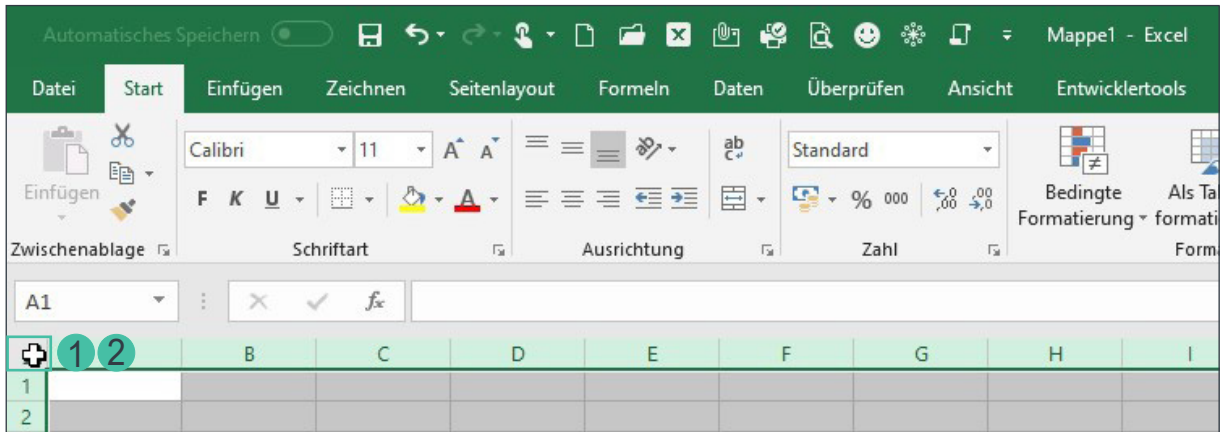 Automatisches Speichern Mappe1 - Excel
Datei Start Einfügen Zeichnen Seitenlayout Formeln Daten Überprüfen Ansicht Entwicklertools
Calibri 11 A A ab Standard
Einfügen F K U A % 000 Bedingte Als Ta
Formatierung formati
Zwischenablage Schriftart Ausrichtung Zahl Form
A1 fx
1 2 B C D E F G H I
1
2